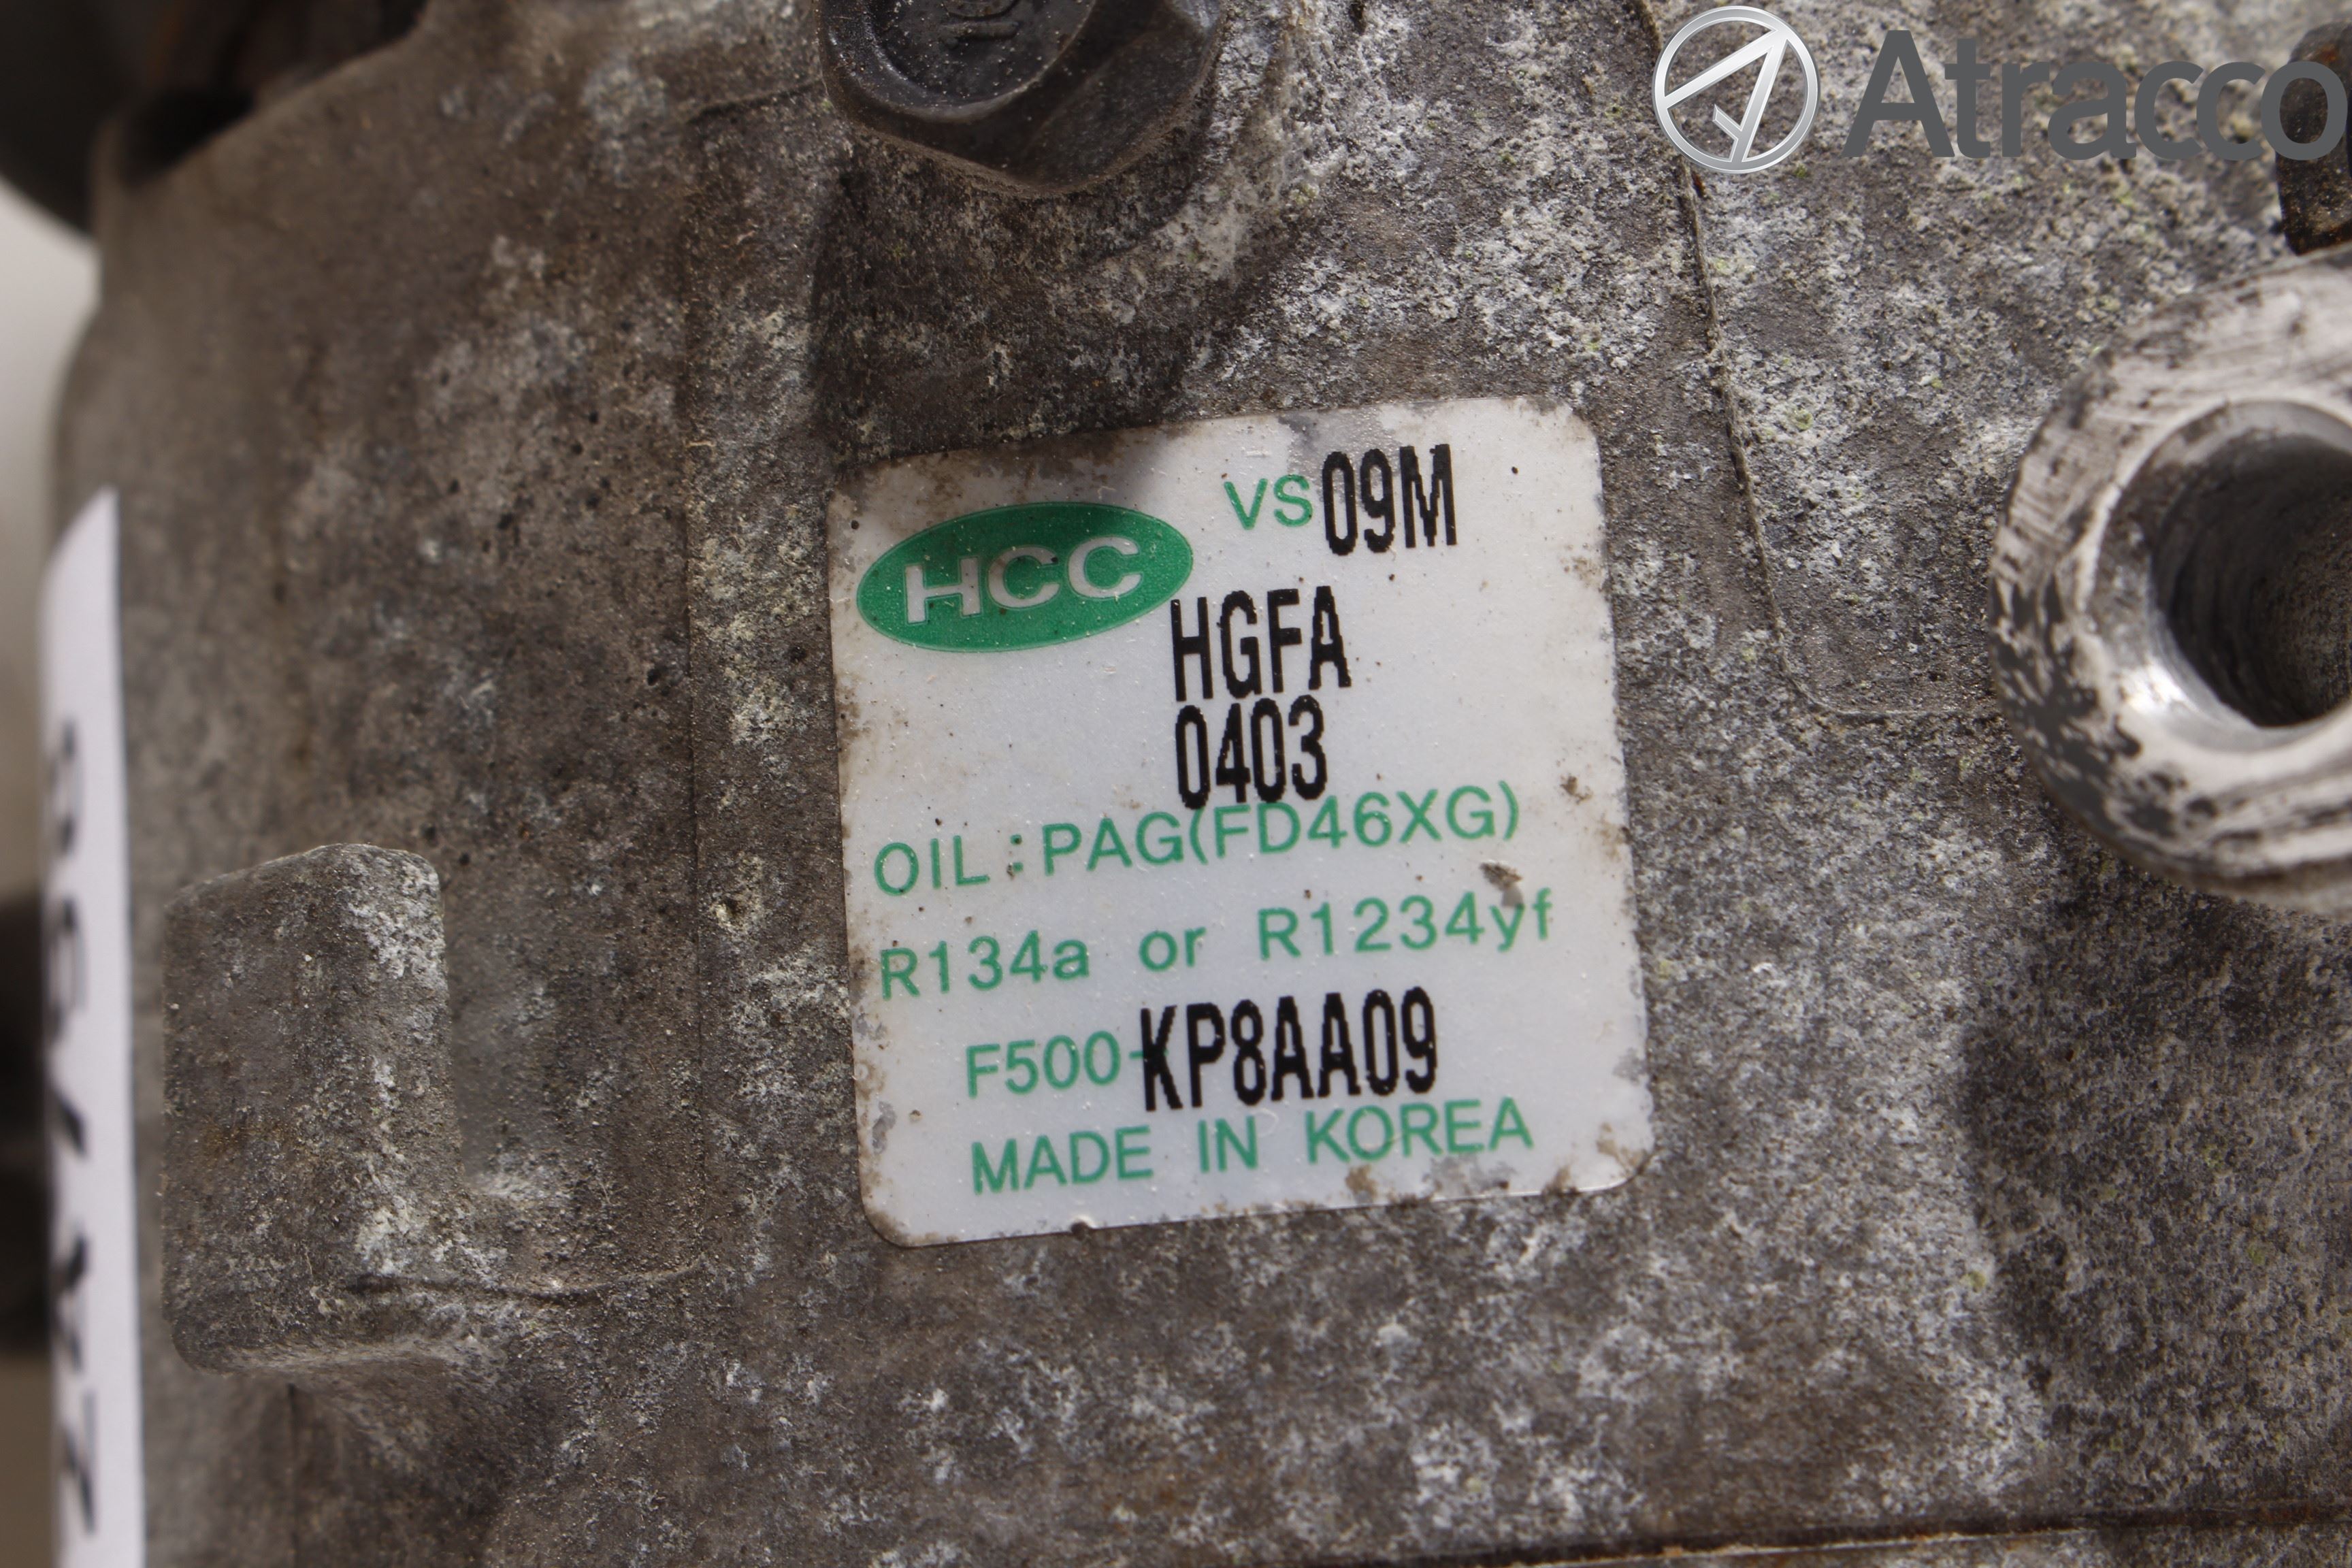 Atracco
VS09M
HCC
HGFA
0403
OIL:PAG(FD46XG)
R134a or R1234yf
F500-KP8AA09
MADE IN KOREA